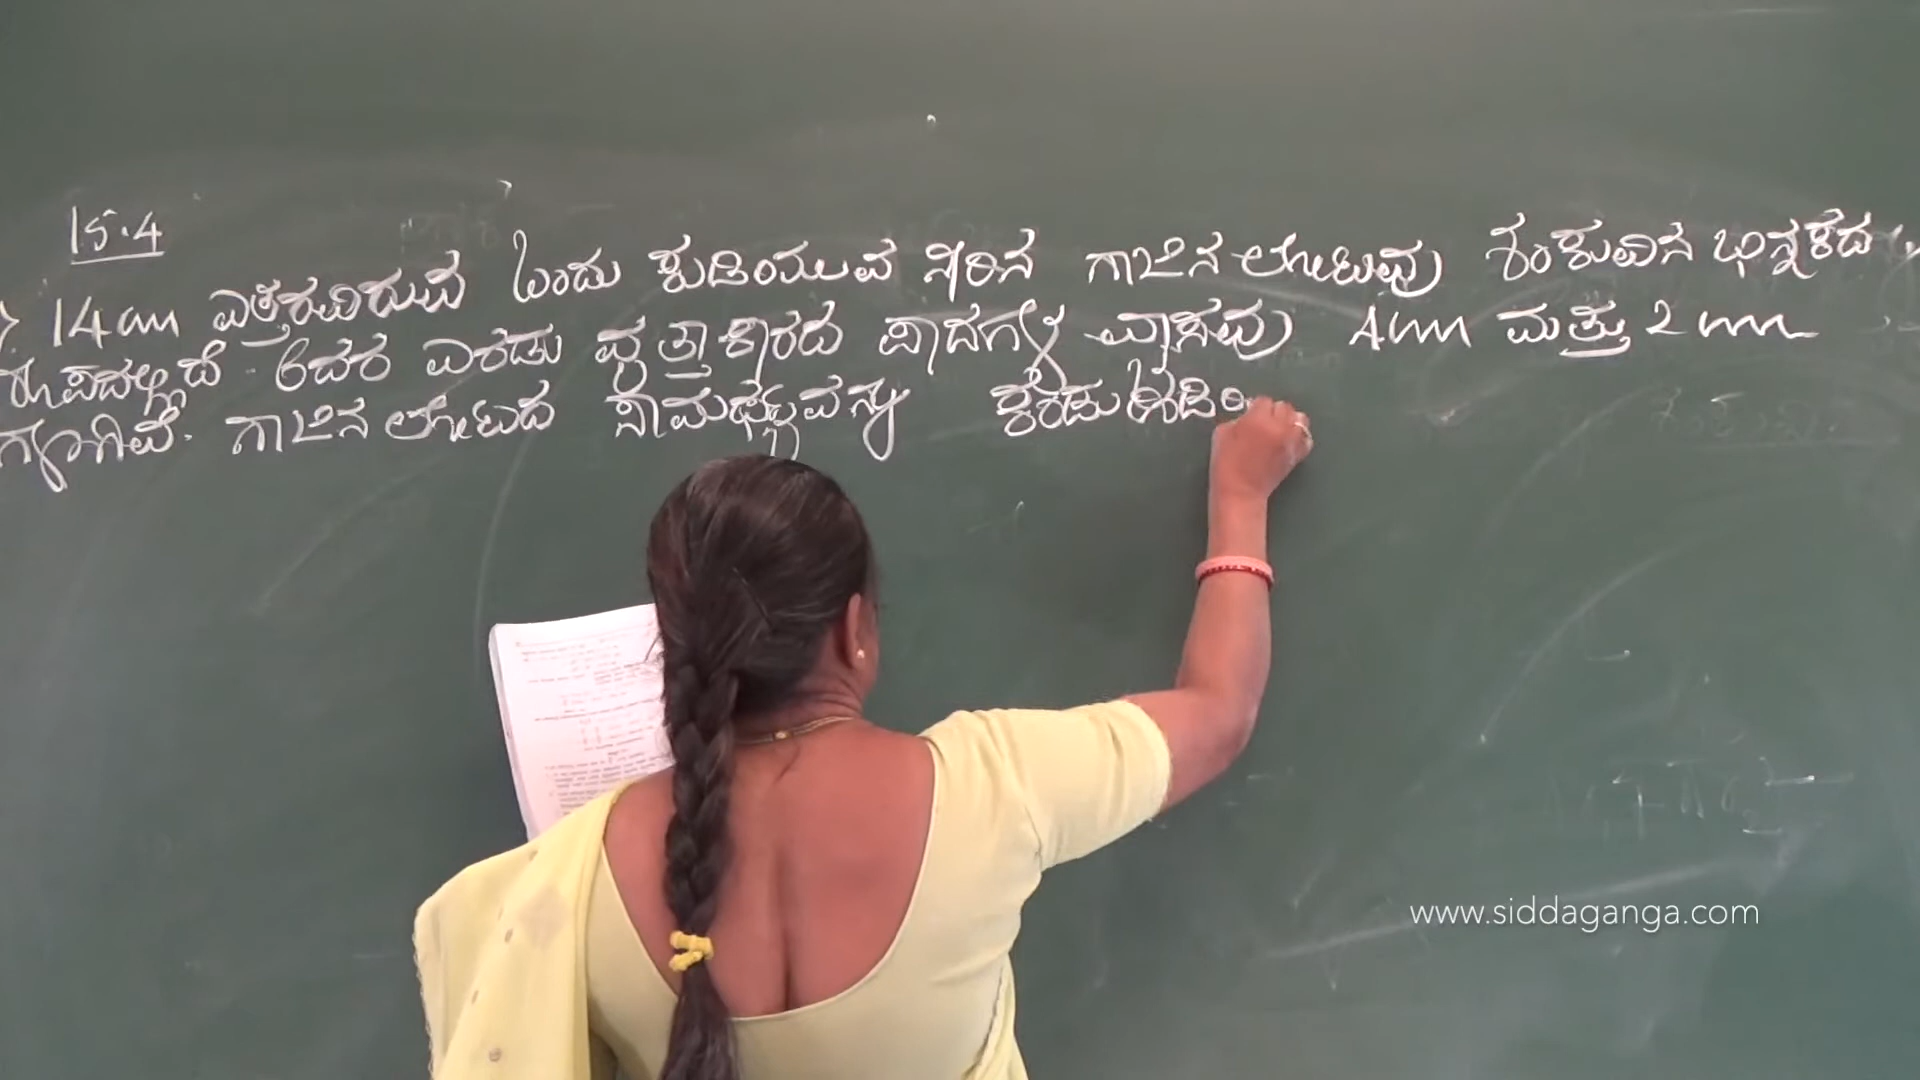 15.4
14cm ಎತ್ತರವಿರುವ ಒಂದು ಕುಡಿಯುವ ನೀರಿನ ಗಾಜಿನ ಲೋಟವು ಶಂಕುವಿನ ಭಿನ್ನಕದ
ರೂಪದಲ್ಲಿದೆ. ಅದರ ಎರಡು ವೃತ್ತಾಕಾರದ ಪಾದಗಳ ವ್ಯಾಸವು 4cm ಮತ್ತು 2cm
ಗಾಜಿನ ಲೋಟದ ಸಾಮರ್ಥ್ಯವನ್ನು ಕಂಡುಹಿಡಿರಿ
www.siddaganga.com